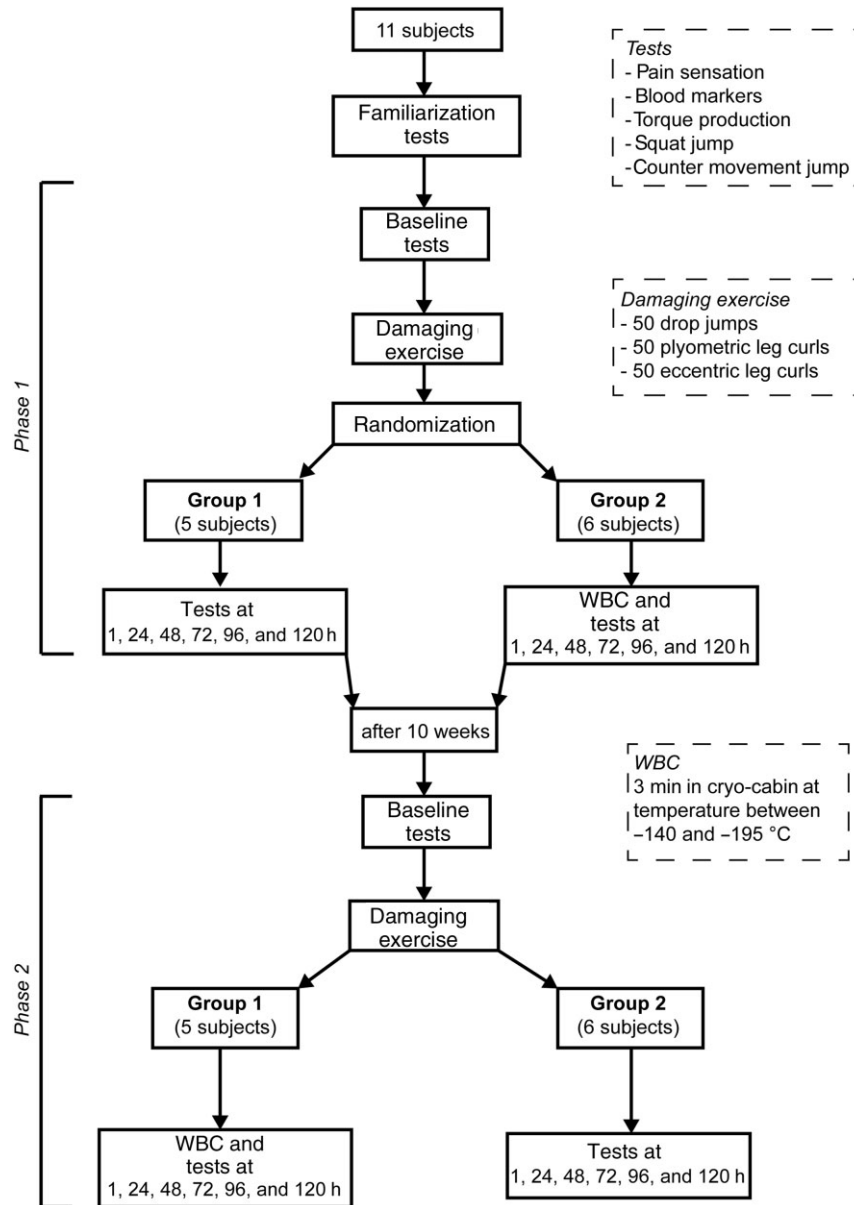 11 subjects
Familiarization
tests
Tests
- Pain sensation
- Blood markers
- Torque production
- Squat jump
- Counter movement jump
Phase 1
Baseline
tests
Damaging
exercise
Damaging exercise
- 50 drop jumps
- 50 plyometric leg curls
- 50 eccentric leg curls
Randomization
Group 1
(5 subjects)
Group 2
(6 subjects)
Tests at
1, 24, 48, 72, 96, and 120 h
WBC and
tests at
1, 24, 48, 72, 96, and 120 h
after 10 weeks
WBC
3 min in cryo-cabin at
temperature between
–140 and –195 °C
Phase 2
Baseline
tests
Damaging
exercise
Group 1
(5 subjects)
Group 2
(6 subjects)
WBC and
tests at
1, 24, 48, 72, 96, and 120 h
Tests at
1, 24, 48, 72, 96, and 120 h